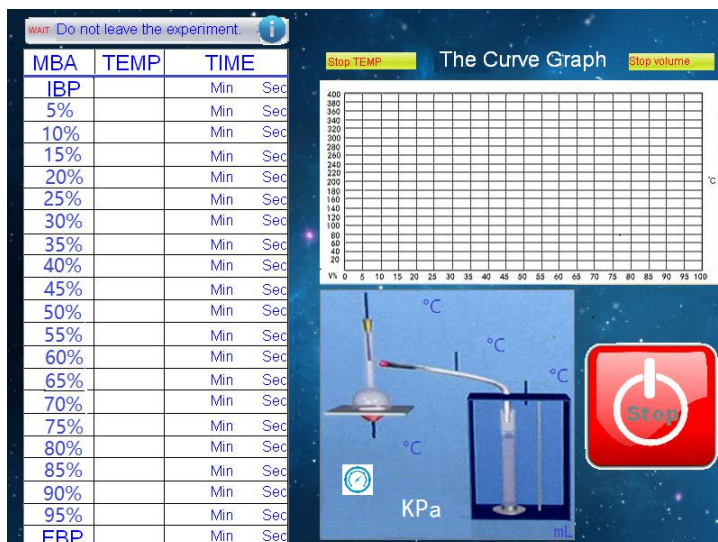 WAIT Do not leave the experiment. i
MBA TEMP TIME
IBP Min Sec
5% Min Sec
10% Min Sec
15% Min Sec
20% Min Sec
25% Min Sec
30% Min Sec
35% Min Sec
40% Min Sec
45% Min Sec
50% Min Sec
55% Min Sec
60% Min Sec
65% Min Sec
70% Min Sec
75% Min Sec
80% Min Sec
85% Min Sec
90% Min Sec
95% Min Sec
FBP Min Sec
Stop TEMP The Curve Graph Stop volume
400
380
360
340
320
300
280
260
240
220
200
180
160
140
120
100
80
60
40
20
°C
V% 0 5 10 15 20 25 30 35 40 45 50 55 60 65 70 75 80 85 90 95 100
°C
°C
°C
°C
KPa
mL
Stop